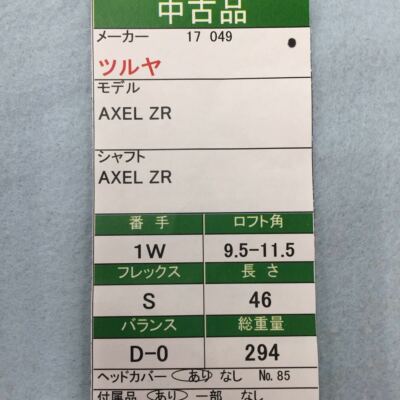 中古品
メーカー 17 049
ツルヤ
モデル
AXEL ZR
シャフト
AXEL ZR
番 手 ロフト角
1W 9.5-11.5
フレックス 長 さ
S 46
バランス 総重量
D-0 294
ヘッドカバー あり なし No.85
付属品 あり 一部 なし